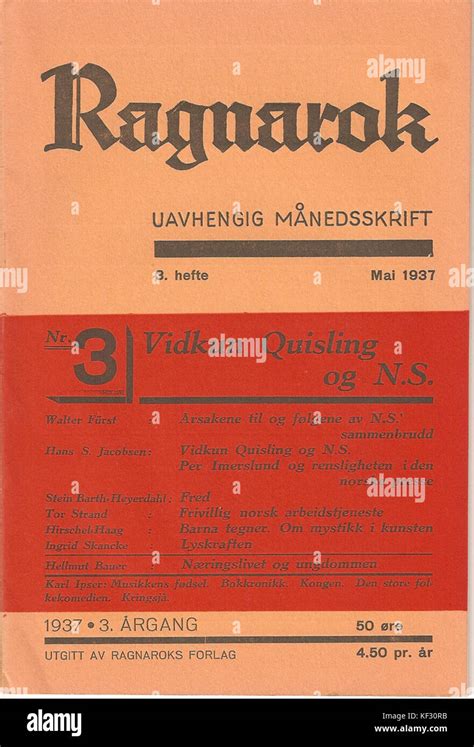 Ragnarok
UAVHENGIG MÅNEDSSKRIFT
3. hefte Mai 1937
Nr. 3 Vidkun Quisling
og N.S.
Walter Fürst : Årsakene til og følgene av N.S.'
sammenbrudd
Hans S. Jacobsen: Vidkun Quisling og N.S.
Per Imerslund og rensligheten i den
norske
Stein Barth-Heyerdahl: Fred
Tor Strand : Frivillig norsk arbeidstjeneste
Hirschel-Haag : Barna tegner. Om mystikk i kunsten
Ingrid Skancke : Lyskraften
Hellmut Bauer : Næringslivet og ungdommen
Karl Ipser: Musikkens fødsel. Bokkronikk. Kongen. Den store fol-
kekomedien. Kringsjå.
1937 • 3. ÅRGANG 50 øre
UTGITT AV RAGNAROKS FORLAG 4.50 pr. år
alamy
Image ID: KF30RB
www.alamy.com